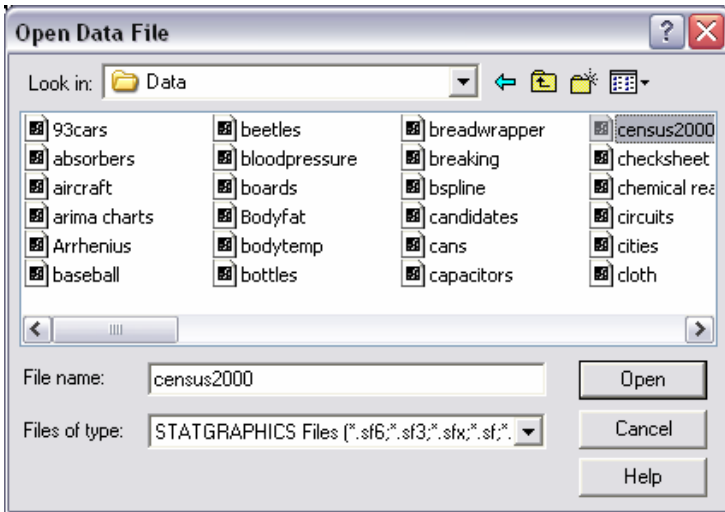 Open Data File
Look in: Data
93cars beetles breadwrapper census2000
absorbers bloodpressure breaking checksheet
aircraft boards bspline chemical rea
arima charts Bodyfat candidates circuits
Arrhenius bodytemp cans cities
baseball bottles capacitors cloth
File name: census2000 Open
Files of type: STATGRAPHICS Files (*.sf6;*.sf3;*.sfx;*.sf;*. Cancel
Help